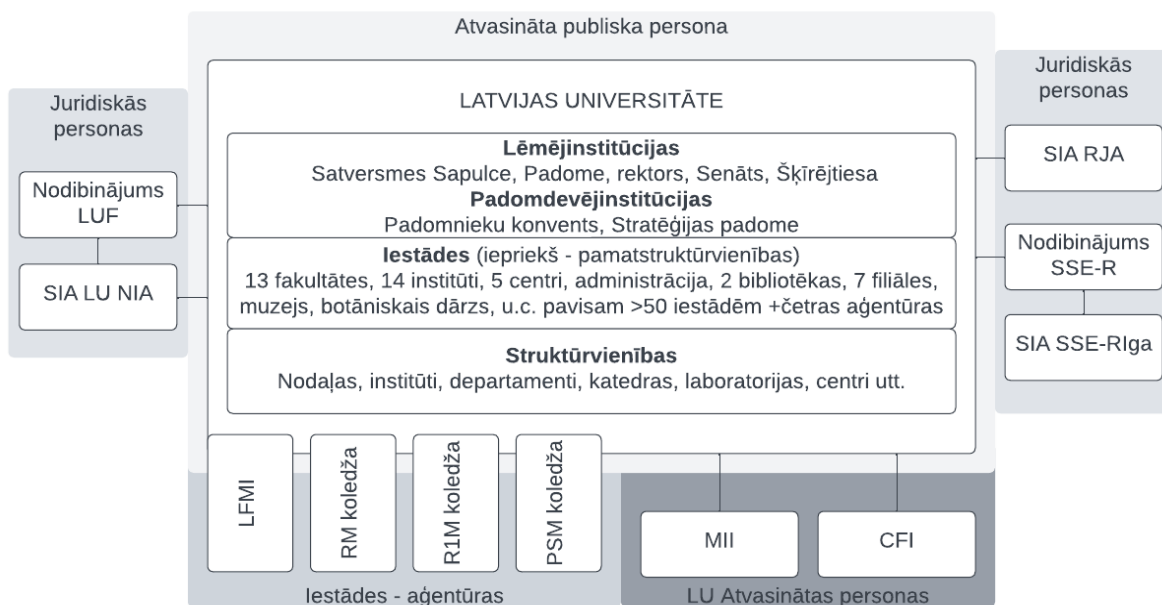 Atvasināta publiska persona
Juridiskās
personas
Nodibinājums
LUF
SIA LU NIA
LATVIJAS UNIVERSITĀTE
Lēmējinstitūcijas
Satversmes Sapulce, Padome, rektors, Senāts, Šķīrējtiesa
Padomdevējinstitūcijas
Padomnieku konvents, Stratēģijas padome
Iestādes (iepriekš - pamatstruktūrvienības)
13 fakultātes, 14 institūti, 5 centri, administrācija, 2 bibliotēkas, 7 filiāles,
muzejs, botāniskais dārzs, u.c. pavisam >50 iestādēm +četras aģentūras
Struktūrvienības
Nodaļas, institūti, departamenti, katedras, laboratorijas, centri utt.
Juridiskās
personas
SIA RJA
Nodibinājums
SSE-R
SIA SSE-RIga
LFMI
RM koledža
R1M koledža
PSM koledža
MII
CFI
Iestādes - aģentūras
LU Atvasinātas personas